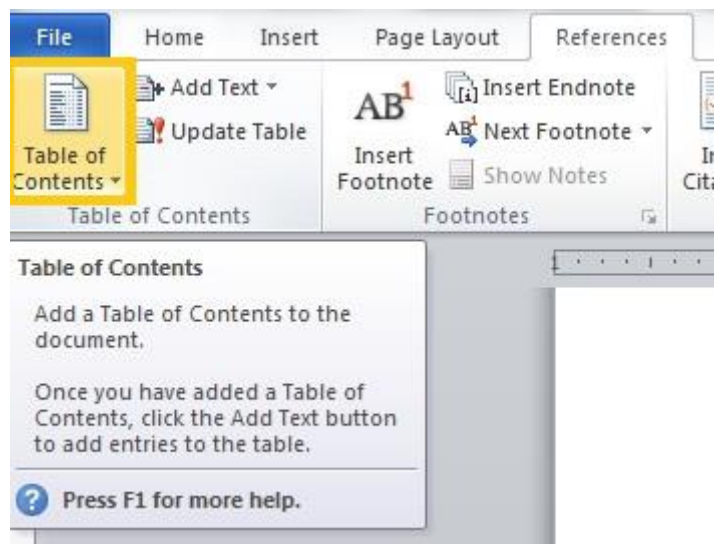 File Home Insert Page Layout References
Table of Contents
Add Text
Update Table
Table of Contents
AB1
Insert Footnote
Insert Endnote
AB1 Next Footnote
Show Notes
Footnotes
Table of Contents
Add a Table of Contents to the
document.
Once you have added a Table of
Contents, click the Add Text button
to add entries to the table.
Press F1 for more help.